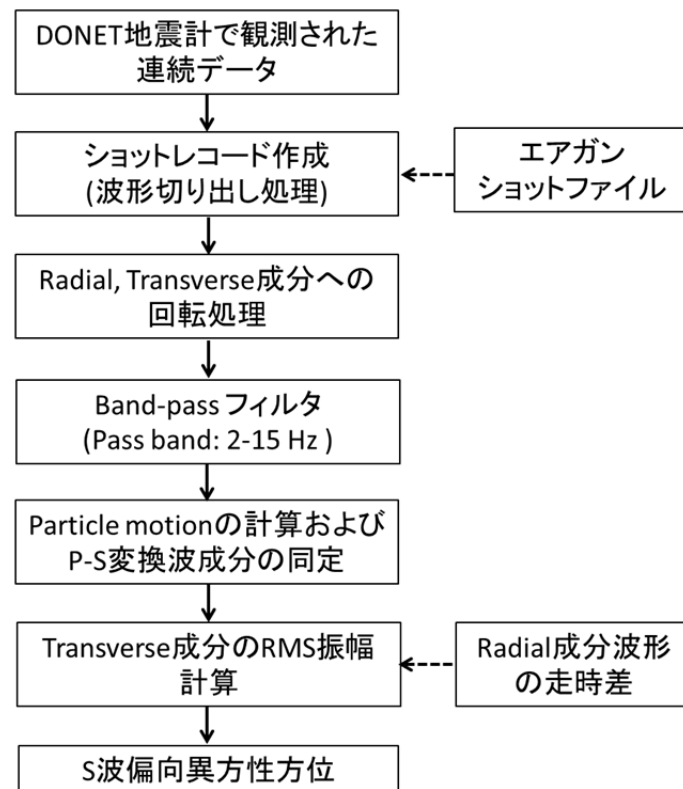 DONET地震計で観測された
連続データ
ショットレコード作成
(波形切り出し処理)
エアガン
ショットファイル
Radial, Transverse成分への
回転処理
Band-pass フィルタ
(Pass band: 2-15 Hz )
Particle motionの計算および
P-S変換波成分の同定
Transverse成分のRMS振幅
計算
Radial成分波形
の走時差
S波偏向異方性方位